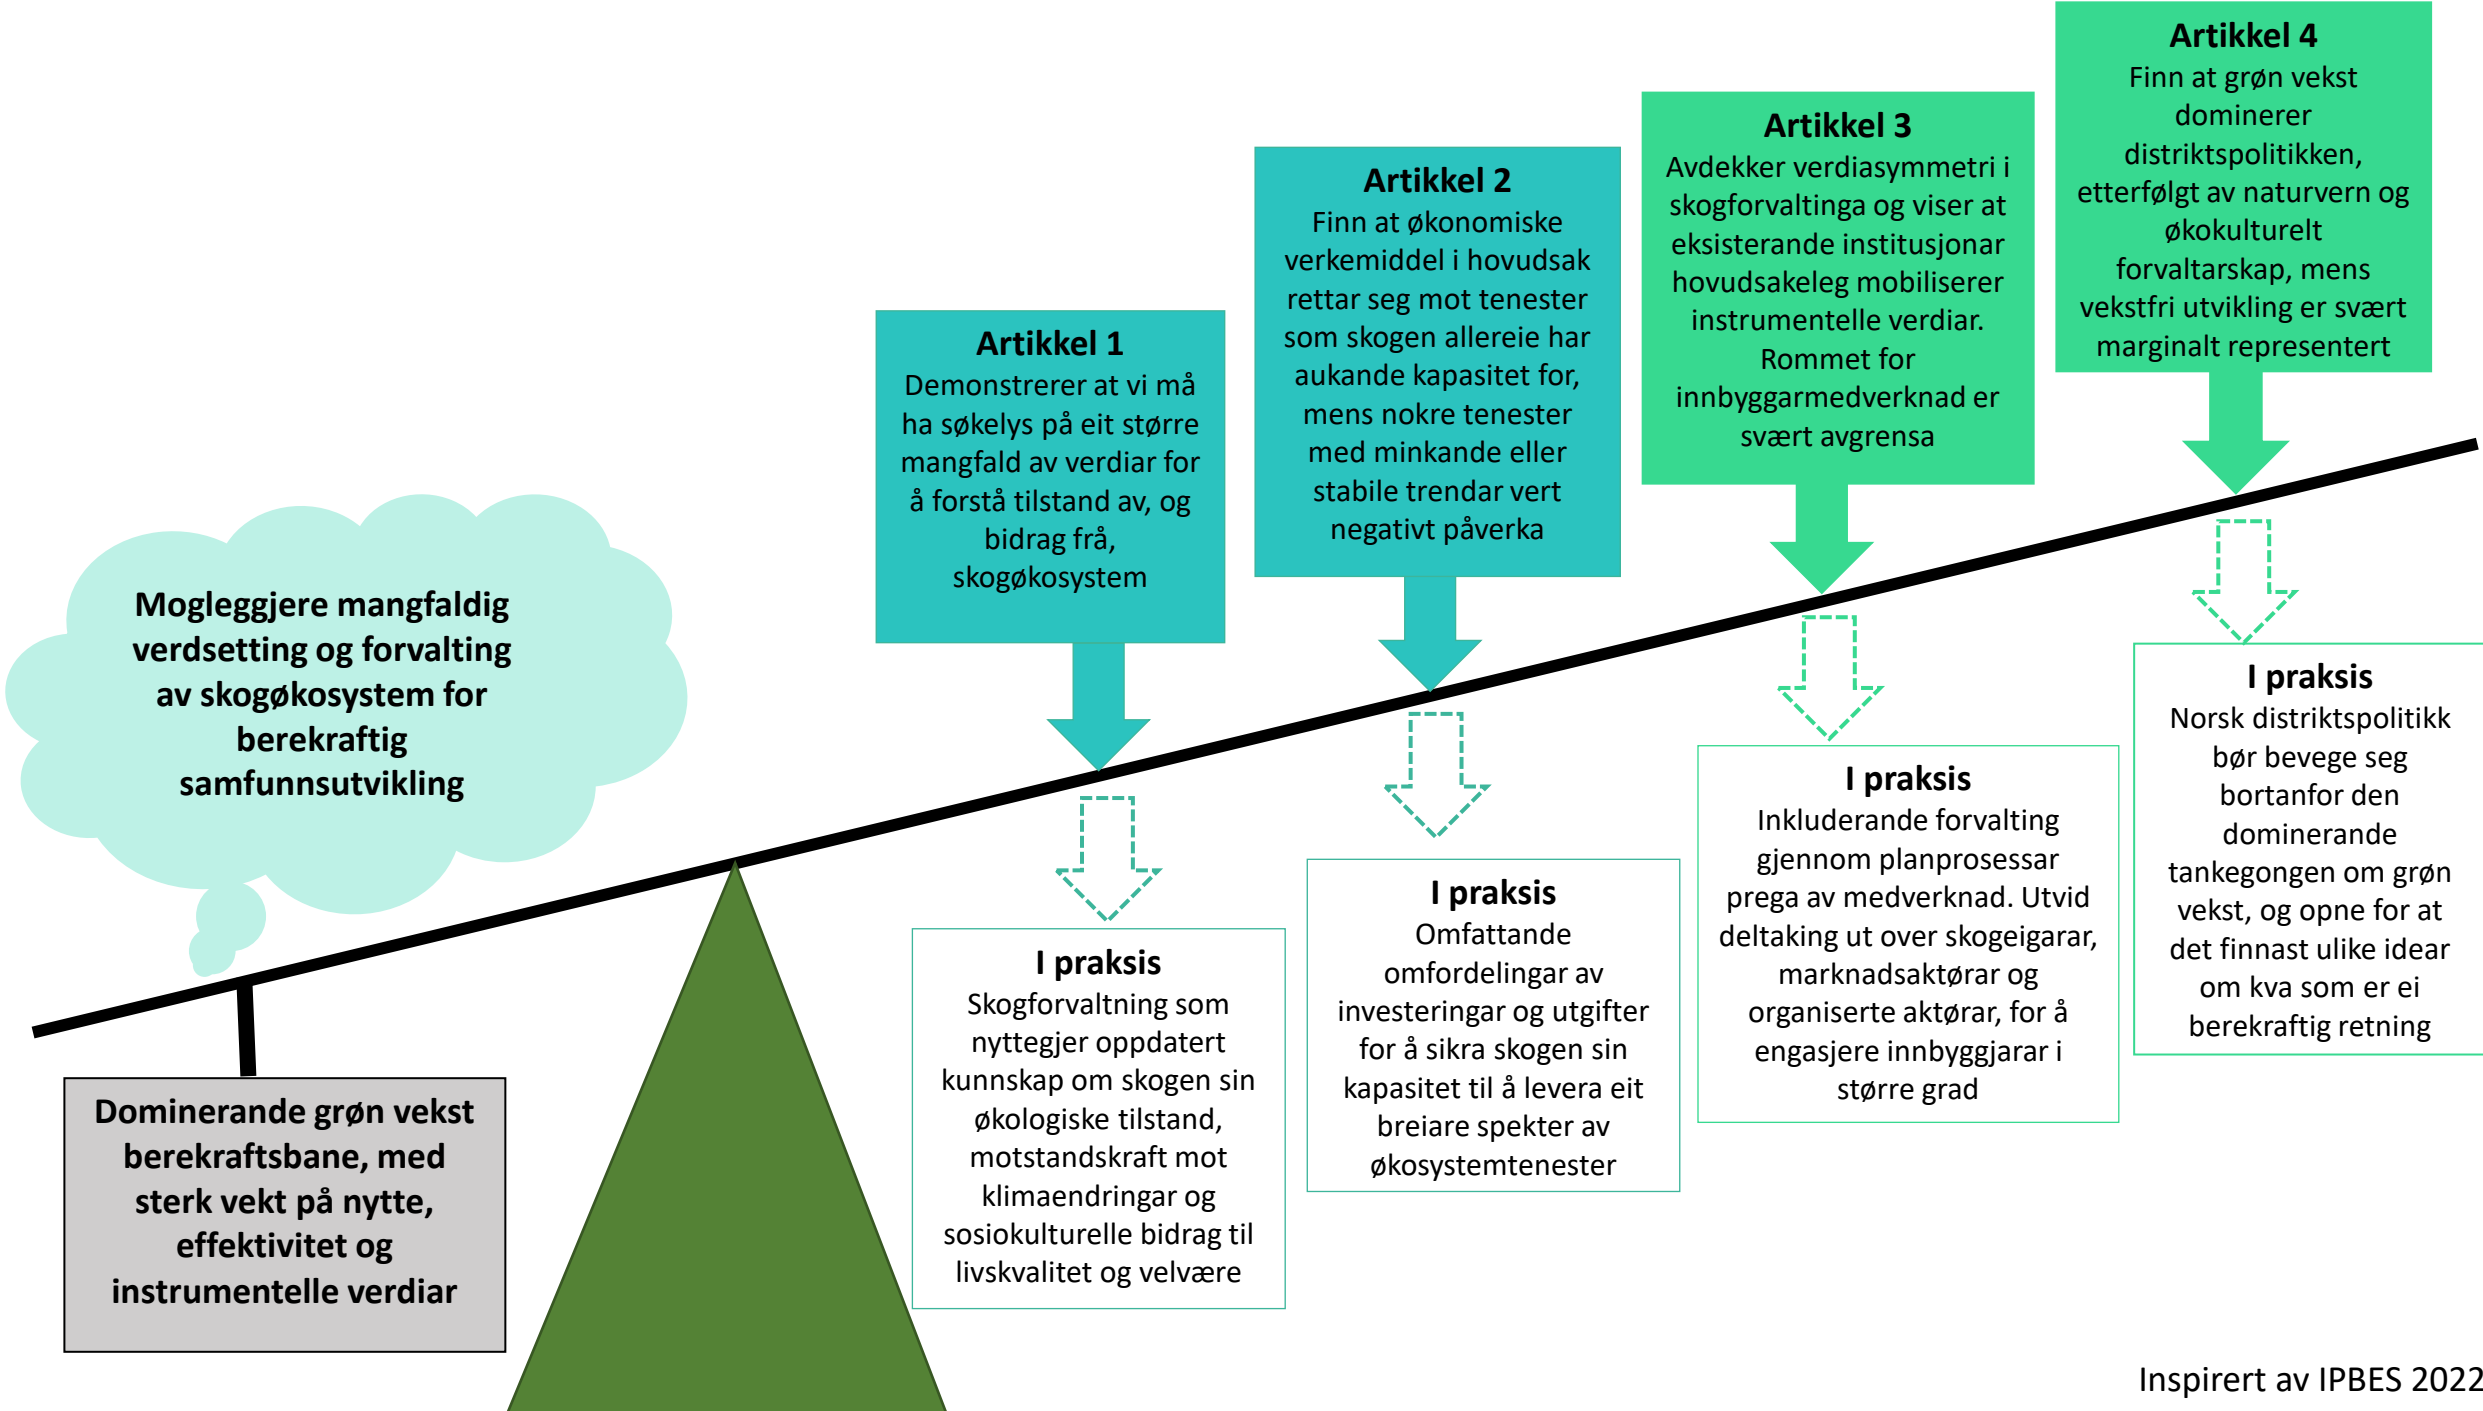 Mogleggjere mangfaldig
verdsetting og forvalting
av skogøkosystem for
berekraftig
samfunnsutvikling
Dominerande grøn vekst
berekraftsbane, med
sterk vekt på nytte,
effektivitet og
instrumentelle verdiar
Artikkel 1
Demonstrerer at vi må
ha søkelys på eit større
mangfald av verdiar for
å forstå tilstand av, og
bidrag frå,
skogøkosystem
I praksis
Skogforvaltning som
nyttegjer oppdatert
kunnskap om skogen sin
økologiske tilstand,
motstandskraft mot
klimaendringar og
sosiokulturelle bidrag til
livskvalitet og velvære
Artikkel 2
Finn at økonomiske
verkemiddel i hovudsak
rettar seg mot tenester
som skogen allereie har
aukande kapasitet for,
mens nokre tenester
med minkande eller
stabile trendar vert
negativt påverka
I praksis
Omfattande
omfordelingar av
investeringar og utgifter
for å sikra skogen sin
kapasitet til å levera eit
breiare spekter av
økosystemtenester
Artikkel 3
Avdekker verdiasymmetri i
skogforvaltinga og viser at
eksisterande institusjonar
hovudsakeleg mobiliserer
instrumentelle verdiar.
Rommet for
innbyggarmedverknad er
svært avgrensa
I praksis
Inkluderande forvalting
gjennom planprosessar
prega av medverknad. Utvid
deltaking ut over skogeigarar,
marknadsaktørar og
organiserte aktørar, for å
engasjere innbyggjarar i
større grad
Artikkel 4
Finn at grøn vekst
dominerer
distriktspolitikken,
etterfølgt av naturvern og
økokulturelt
forvaltarskap, mens
vekstfri utvikling er svært
marginalt representert
I praksis
Norsk distriktspolitikk
bør bevege seg
bortanfor den
dominerande
tankegongen om grøn
vekst, og opne for at
det finnast ulike idear
om kva som er ei
berekraftig retning
Inspirert av IPBES 2022